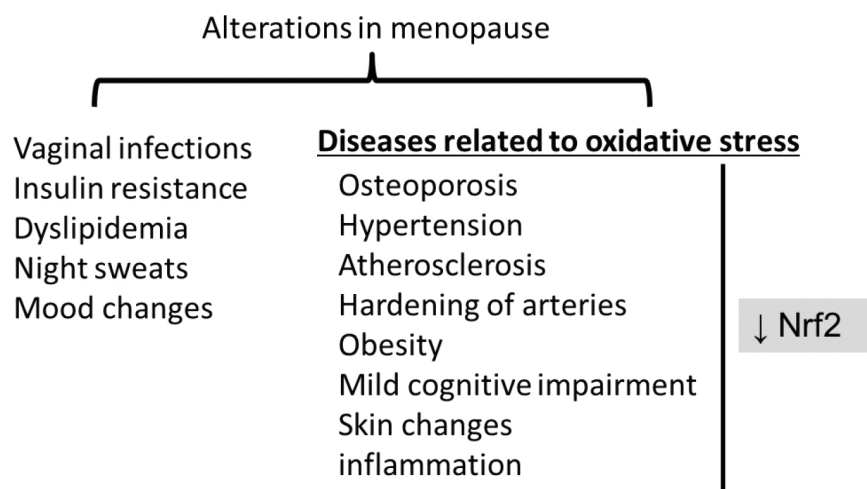 Alterations in menopause
Vaginal infections
Insulin resistance
Dyslipidemia
Night sweats
Mood changes
Diseases related to oxidative stress
Osteoporosis
Hypertension
Atherosclerosis
Hardening of arteries
Obesity
Mild cognitive impairment
Skin changes
inflammation
↓ Nrf2